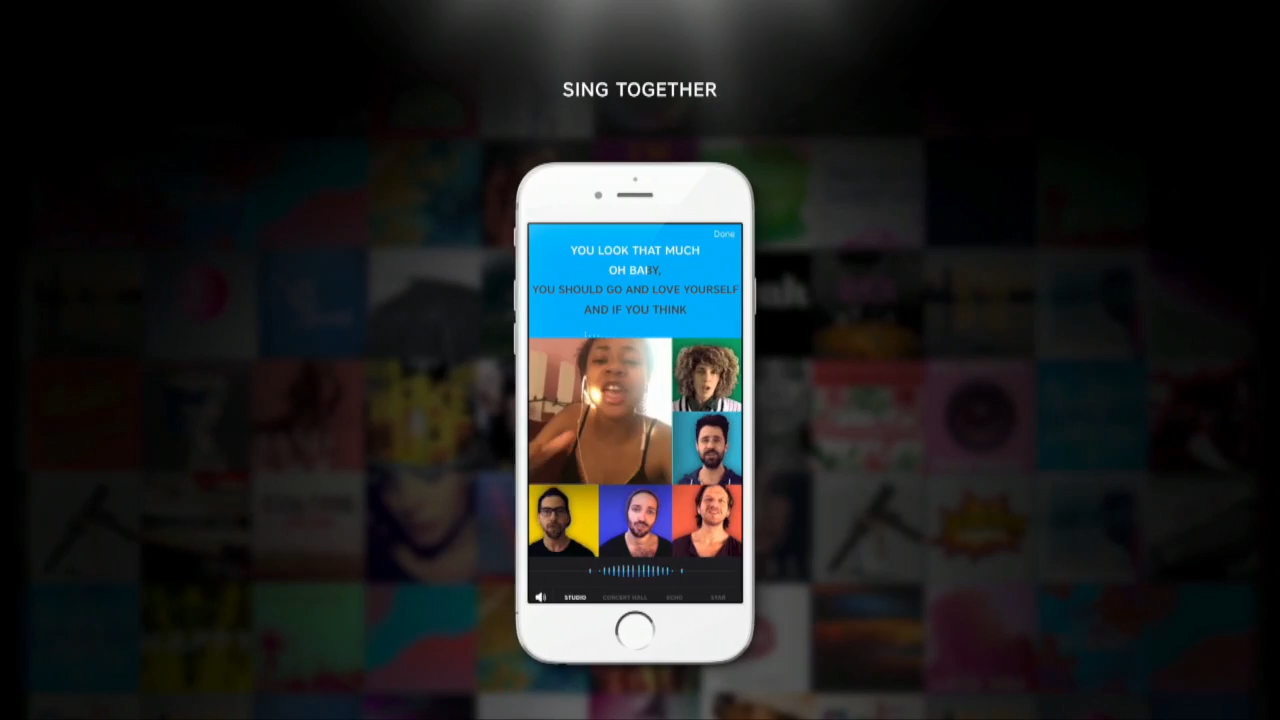 SING TOGETHER
Done
YOU LOOK THAT MUCH
OH BABY,
YOU SHOULD GO AND LOVE YOURSELF
AND IF YOU THINK
STUDIO
CONCERT HALL
ECHO
STAR